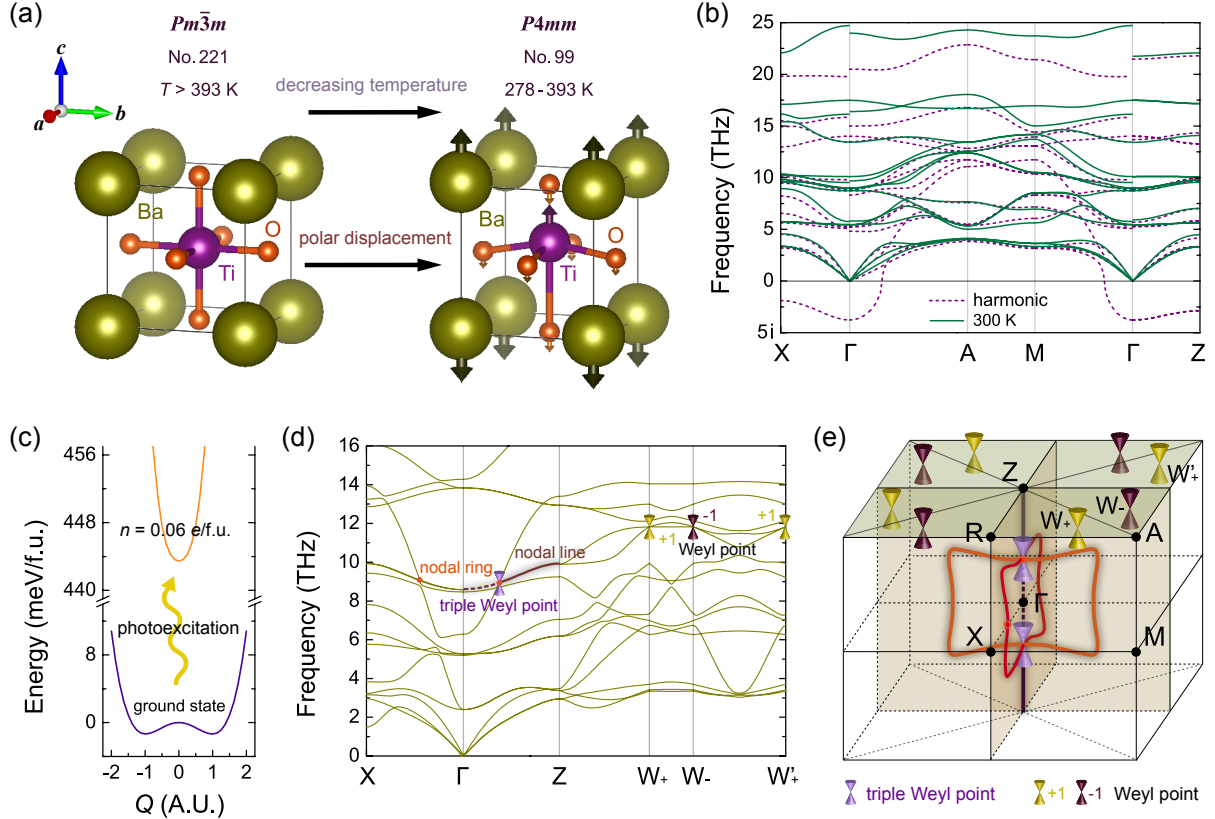 (a)
Pm3̄m
No. 221
T > 393 K
decreasing temperature
P4mm
No. 99
278 - 393 K
c
b
a
Ba
O
Ti
polar displacement
Ba
O
Ti
(b)
Frequency (THz)
25
20
15
10
5
0
5i
harmonic
300 K
X Γ A M Γ Z
(c)
Energy (meV/f.u.)
456
448
440
8
0
n = 0.06 e/f.u.
photoexcitation
ground state
-2 -1 0 1 2
Q (A.U.)
(d)
Frequency (THz)
16
14
12
10
8
6
4
2
0
+1
-1
+1
Weyl point
nodal line
nodal ring
triple Weyl point
X Γ Z W+ W- W'+
(e)
Z
W'+
W-
W+
R
A
Γ
X
M
triple Weyl point
+1 -1 Weyl point